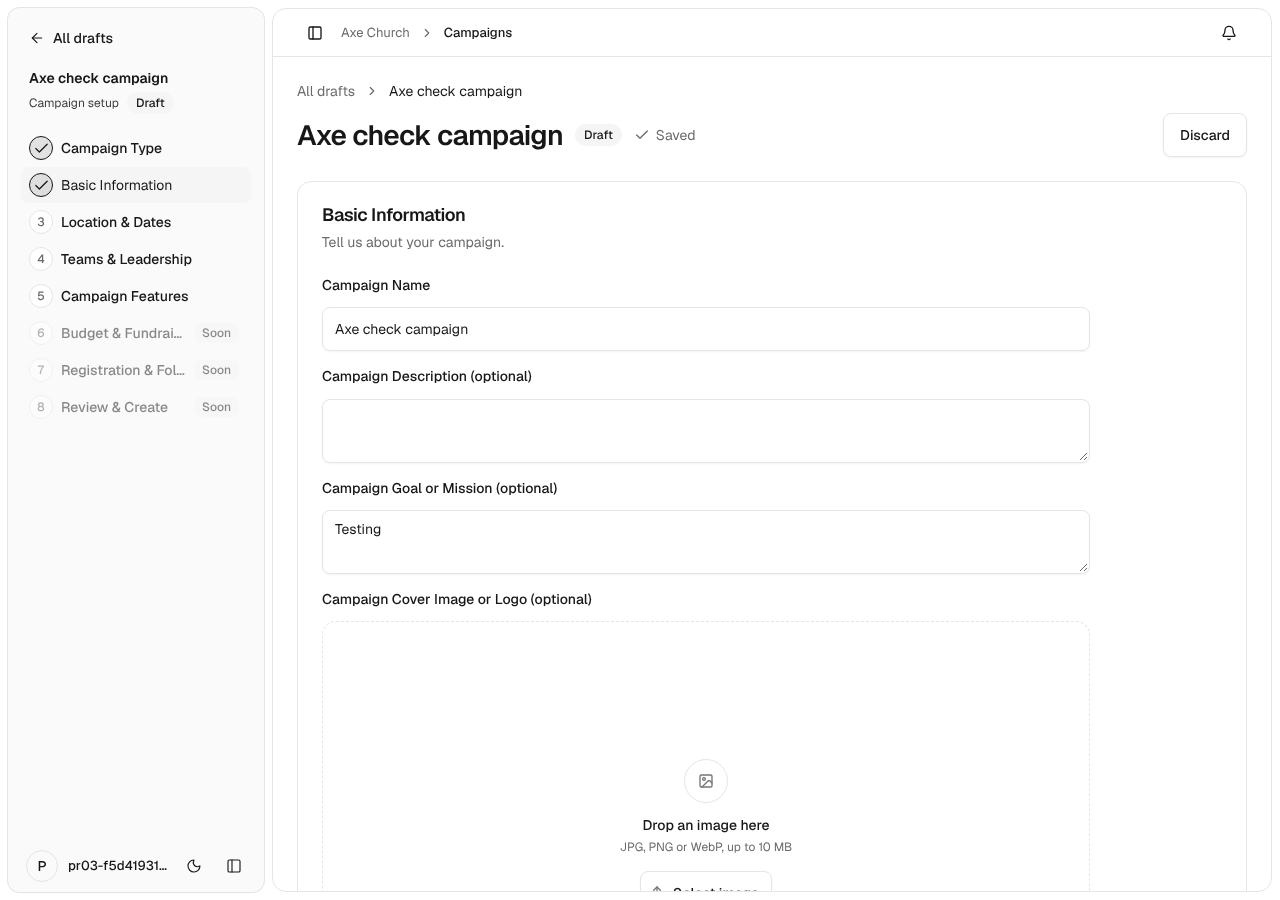 All drafts
Axe check campaign
Campaign setup Draft
Campaign Type
Basic Information
3 Location & Dates
4 Teams & Leadership
5 Campaign Features
6 Budget & Fundrai... Soon
7 Registration & Fol... Soon
8 Review & Create Soon
P pr03-f5d41931...
Axe Church > Campaigns
All drafts > Axe check campaign
Axe check campaign Draft Saved
Discard
Basic Information
Tell us about your campaign.
Campaign Name
Axe check campaign
Campaign Description (optional)
Campaign Goal or Mission (optional)
Testing
Campaign Cover Image or Logo (optional)
Drop an image here
JPG, PNG or WebP, up to 10 MB
Select image